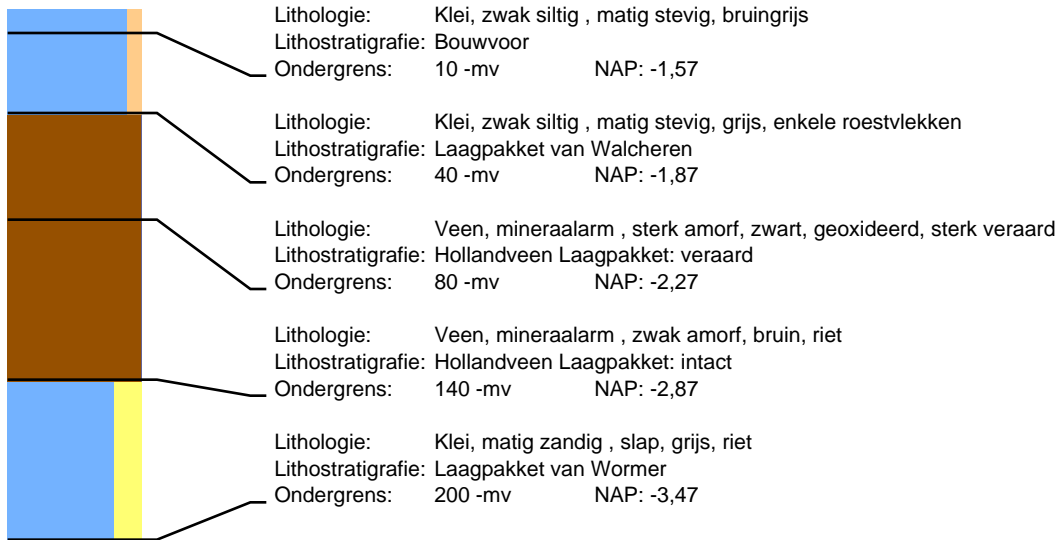 Lithologie: Klei, zwak siltig , matig stevig, bruingrijs
Lithostratigrafie: Bouwvoor
Ondergrens: 10 -mv NAP: -1,57
Lithologie: Klei, zwak siltig , matig stevig, grijs, enkele roestvlekken
Lithostratigrafie: Laagpakket van Walcheren
Ondergrens: 40 -mv NAP: -1,87
Lithologie: Veen, mineraalarm , sterk amorf, zwart, geoxideerd, sterk veraard
Lithostratigrafie: Hollandveen Laagpakket: veraard
Ondergrens: 80 -mv NAP: -2,27
Lithologie: Veen, mineraalarm , zwak amorf, bruin, riet
Lithostratigrafie: Hollandveen Laagpakket: intact
Ondergrens: 140 -mv NAP: -2,87
Lithologie: Klei, matig zandig , slap, grijs, riet
Lithostratigrafie: Laagpakket van Wormer
Ondergrens: 200 -mv NAP: -3,47